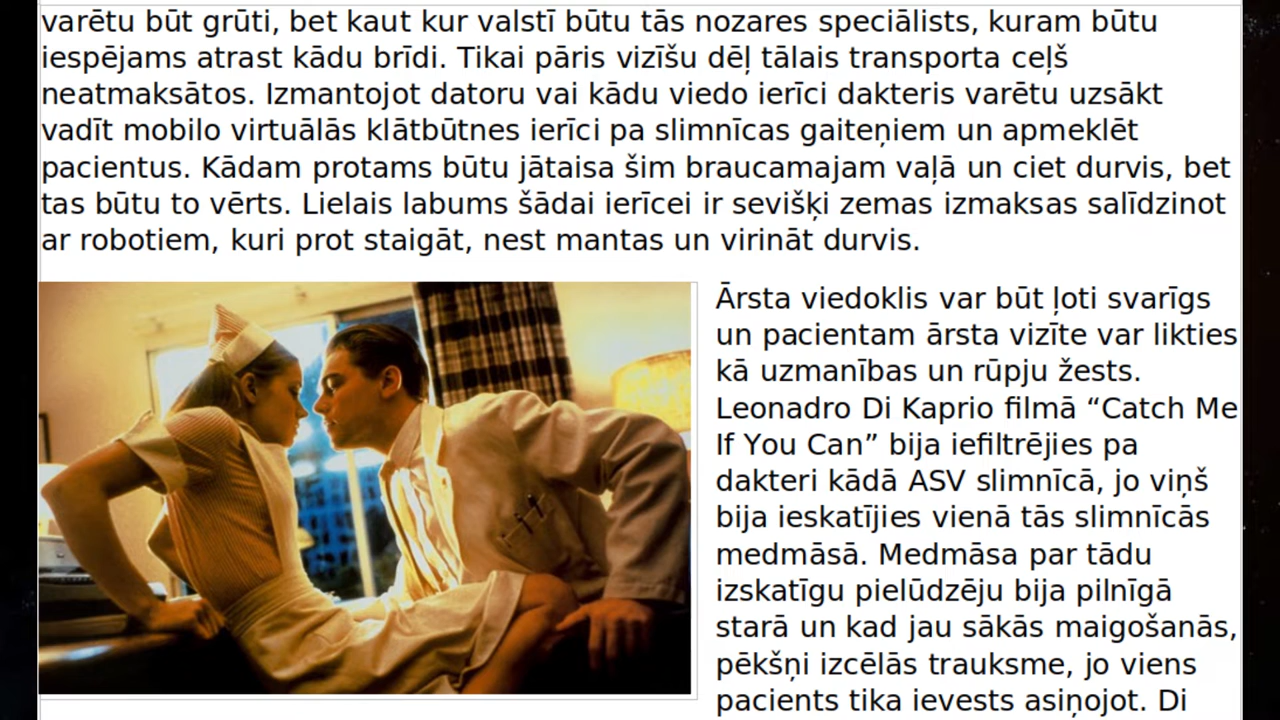 varētu būt grūti, bet kaut kur valstī būtu tās nozares speciālists, kuram būtu
iespējams atrast kādu brīdi. Tikai pāris vizīšu dēļ tālais transporta ceļš
neatmaksātos. Izmantojot datoru vai kādu viedo ierīci dakteris varētu uzsākt
vadīt mobilo virtuālās klātbūtnes ierīci pa slimnīcas gaiteņiem un apmeklēt
pacientus. Kādam protams būtu jātaisa šim braucamajam vaļā un ciet durvis, bet
tas būtu to vērts. Lielais labums šādai ierīcei ir sevišķi zemas izmaksas salīdzinot
ar robotiem, kuri prot staigāt, nest mantas un virināt durvis.
Ārsta viedoklis var būt ļoti svarīgs
un pacientam ārsta vizīte var likties
kā uzmanības un rūpju žests.
Leonadro Di Kaprio filmā “Catch Me
If You Can” bija iefiltrējies pa
dakteri kādā ASV slimnīcā, jo viņš
bija ieskatījies vienā tās slimnīcās
medmāsā. Medmāsa par tādu
izskatīgu pielūdzēju bija pilnīgā
starā un kad jau sākās maigošanās,
pēkšņi izcēlās trauksme, jo viens
pacients tika ievests asiņojot. Di